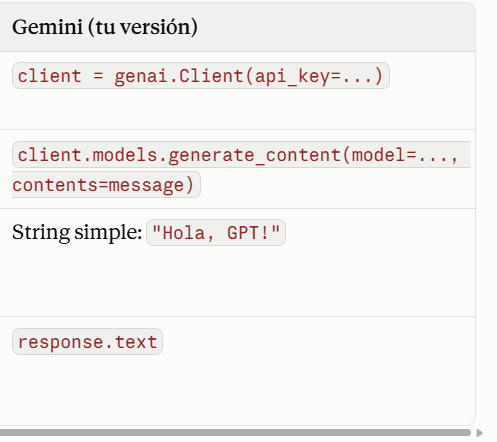 Gemini (tu versión)
client = genai.Client(api_key=...)
client.models.generate_content(model=...,
contents=message)
String simple: "Hola, GPT!"
response.text